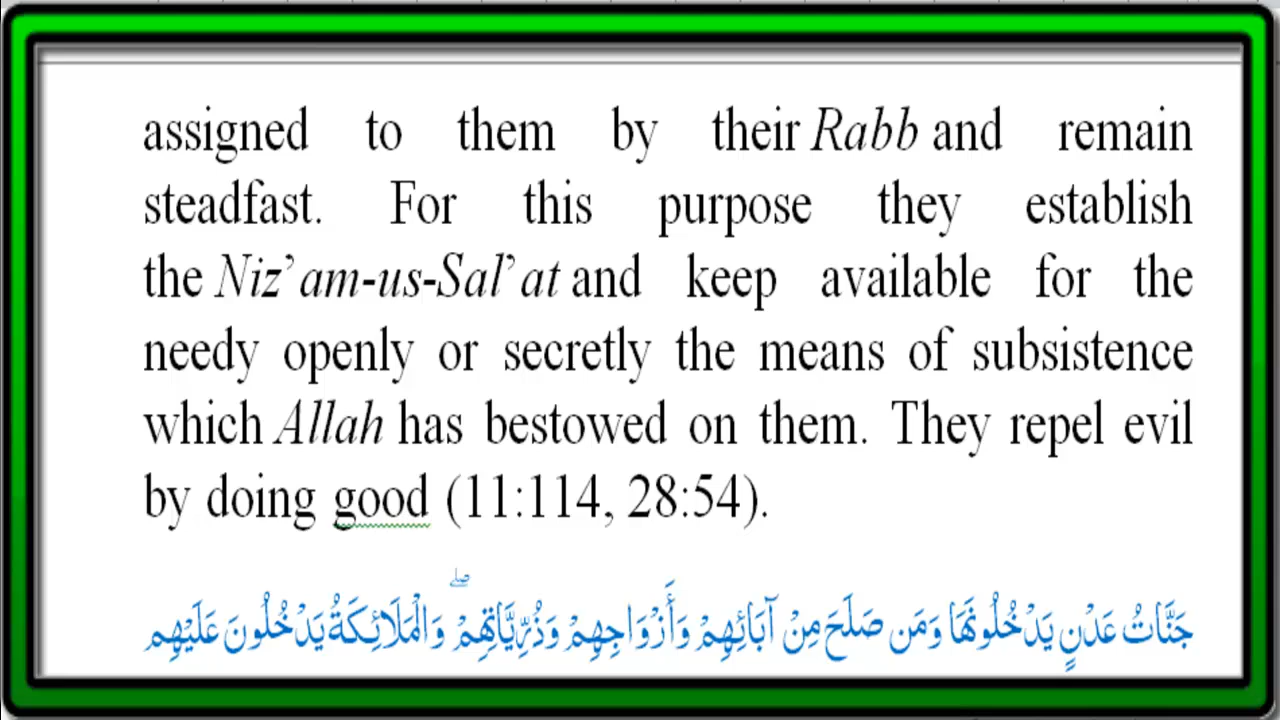 assigned to them by their Rabb and remain
steadfast. For this purpose they establish
the Niz’am-us-Sal’at and keep available for the
needy openly or secretly the means of subsistence
which Allah has bestowed on them. They repel evil
by doing good (11:114, 28:54).
جَنَّاتُ عَدْنٍ يَدْخُلُونَهَا وَمَن صَلَحَ مِنْ آبَائِهِمْ وَأَزْوَاجِهِمْ وَذُرِّيَّاتِهِمْ ۖ وَالْمَلَائِكَةُ يَدْخُلُونَ عَلَيْهِم